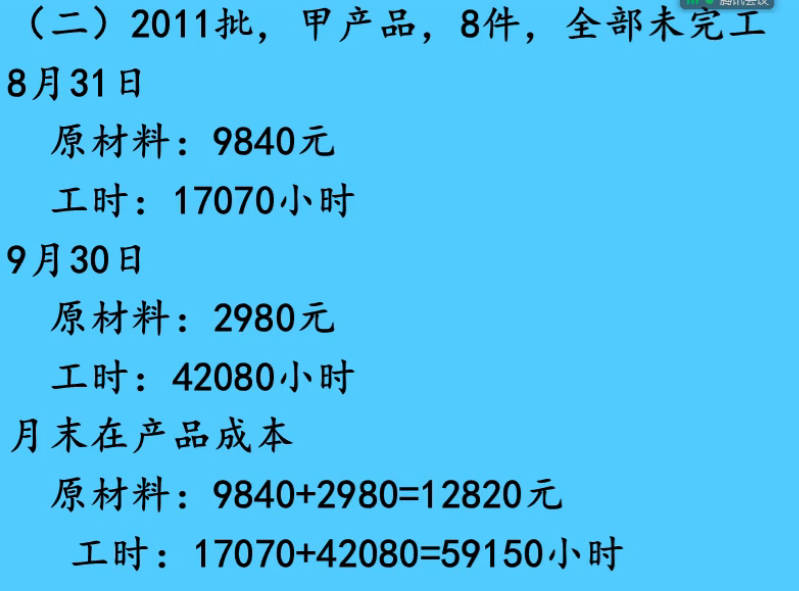 （二）2011批，甲产品，8件，全部未完工
8月31日
原材料：9840元
工时：17070小时
9月30日
原材料：2980元
工时：42080小时
月末在产品成本
原材料：9840+2980=12820元
工时：17070+42080=59150小时